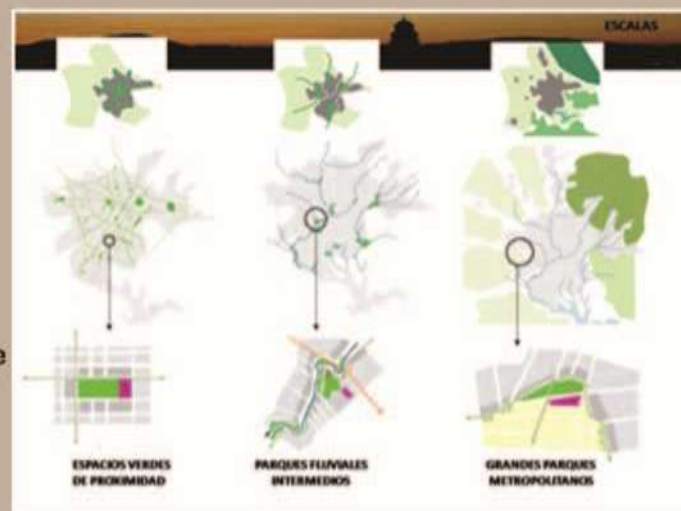 ESCALAS
e
ESPACIOS VERDES
DE PROXIMIDAD
PARQUES FLUVIALES
INTERMEDIOS
GRANDES PARQUES
METROPOLITANOS